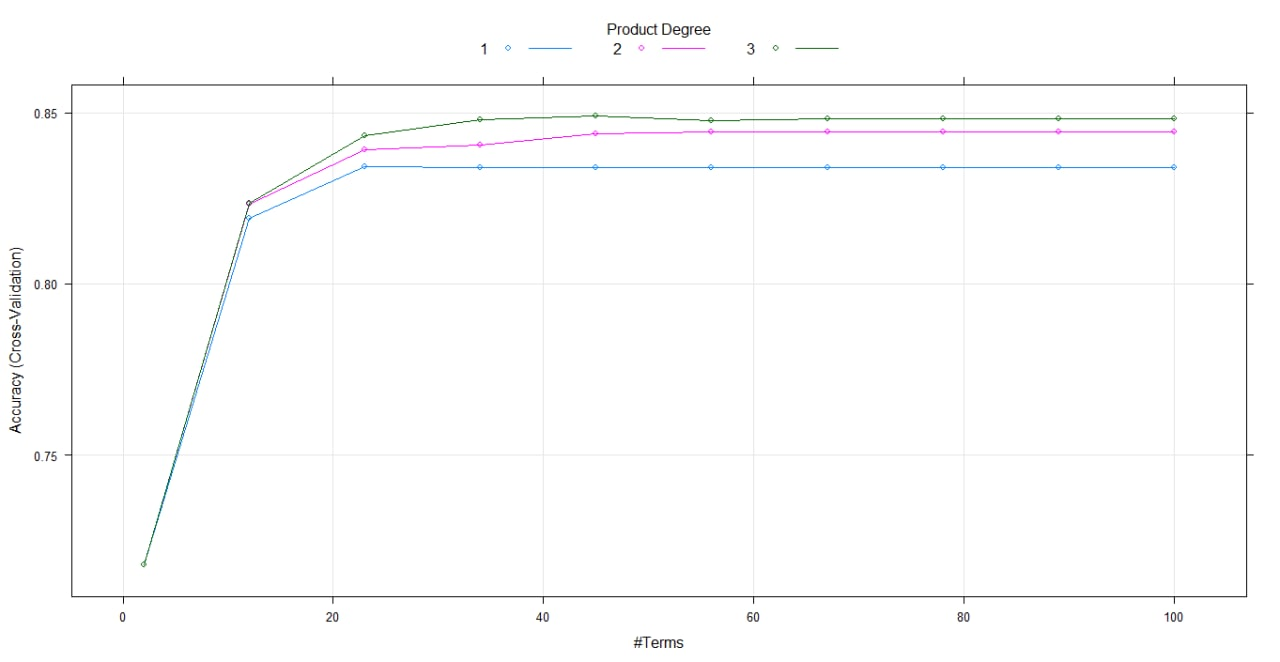 Product Degree
1 2 3
0.85
0.80
0.75
Accuracy (Cross-Validation)
0 20 40 60 80 100
#Terms